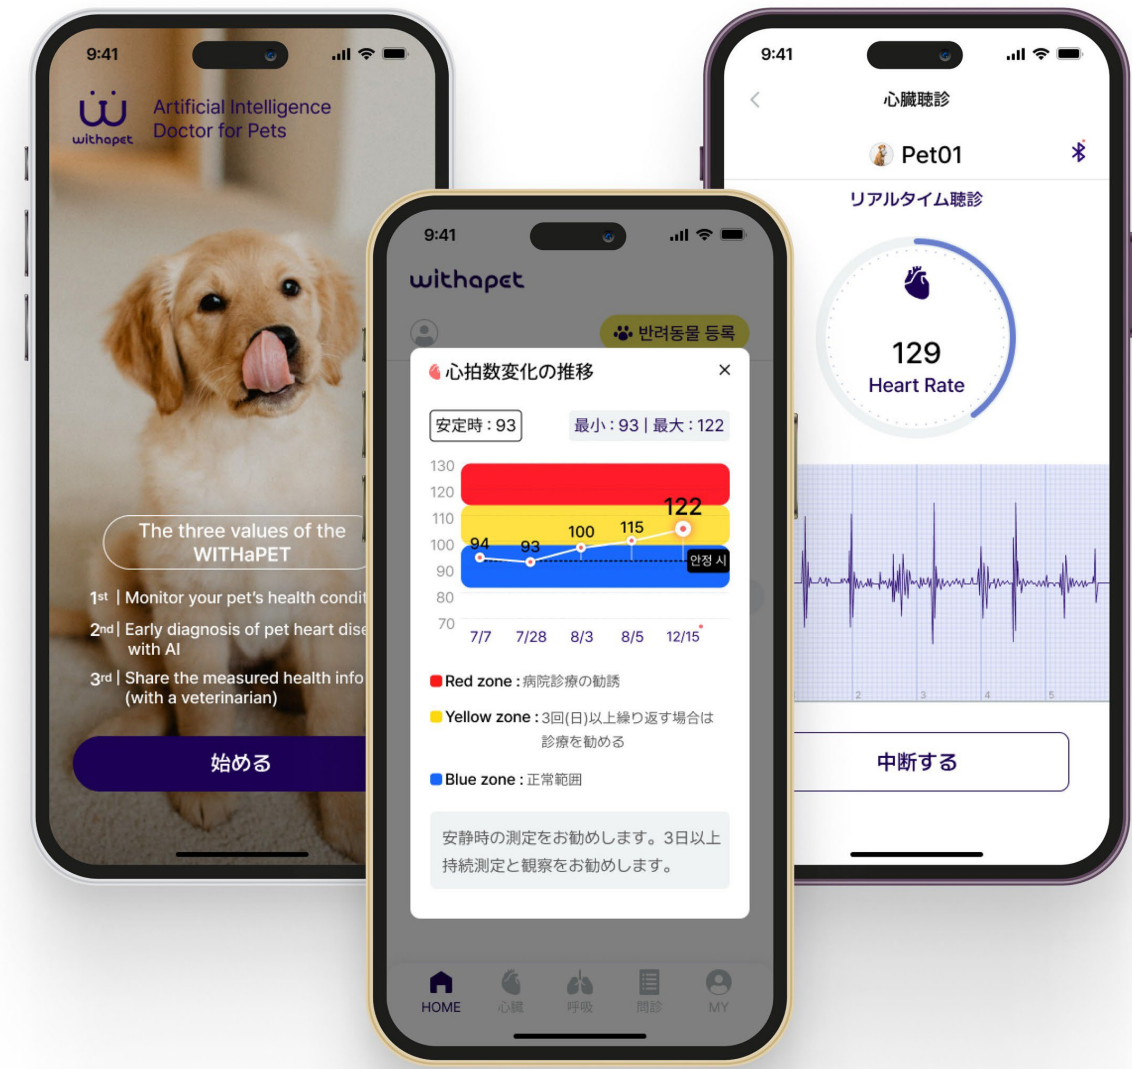 9:41
withapet
Artificial Intelligence
Doctor for Pets
The three values of the
WITHaPET
1st | Monitor your pet's health condit
2nd | Early diagnosis of pet heart dise
with AI
3rd | Share the measured health info
(with a veterinarian)
始める
9:41
withapet
반려동물 등록
心拍数変化の推移
×
安定時:93
最小:93 | 最大:122
130
120
110
100
90
80
70
94
93
100
115
122
안정 시
7/7
7/28
8/3
8/5
12/15
Red zone : 病院診療の勧誘
Yellow zone : 3回(日)以上繰り返す場合は
診療を勧める
Blue zone : 正常範囲
安静時の測定をお勧めします。3日以上
持続測定と観察をお勧めします。
HOME
心臓
呼吸
問診
MY
9:41
心臓聴診
Pet01
リアルタイム聴診
129
Heart Rate
2
3
4
5
中断する